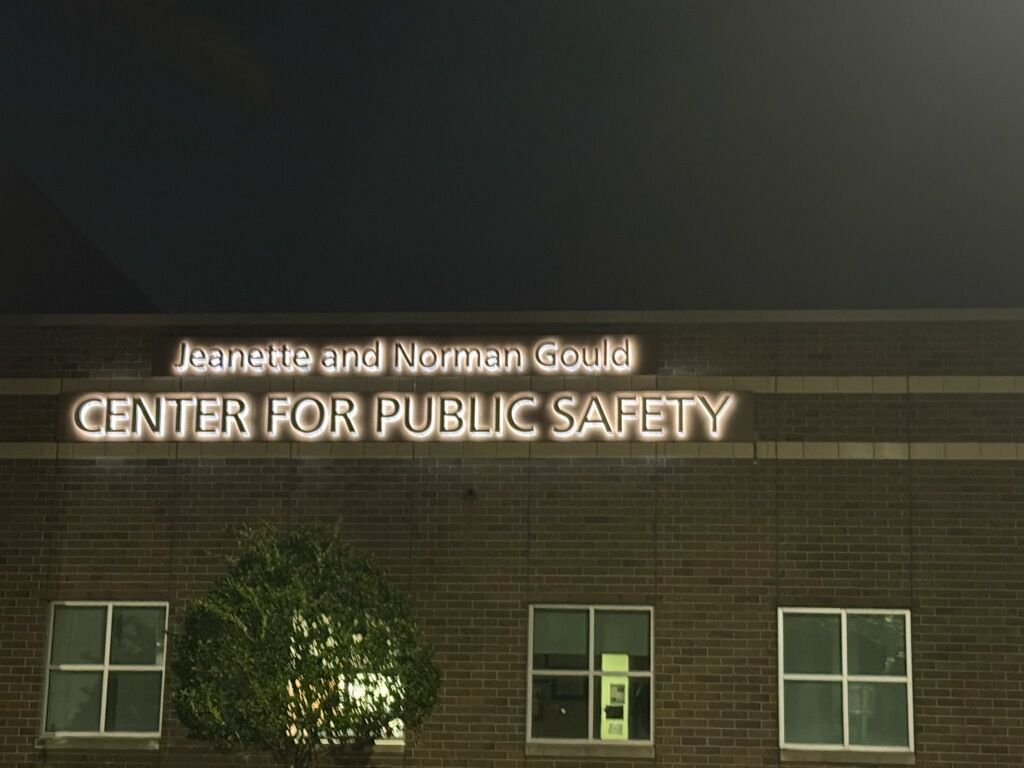 Jeanette and Norman Gould
CENTER FOR PUBLIC SAFETY